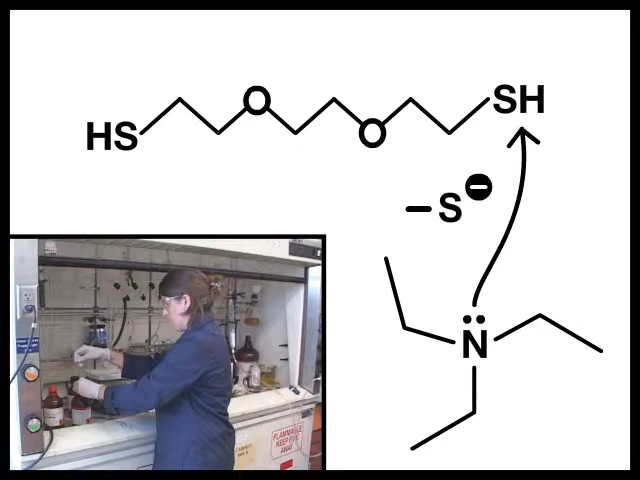 HS
O
O
SH
– S ⊖
N
FLAMMABLE
KEEP FIRE
AWAY